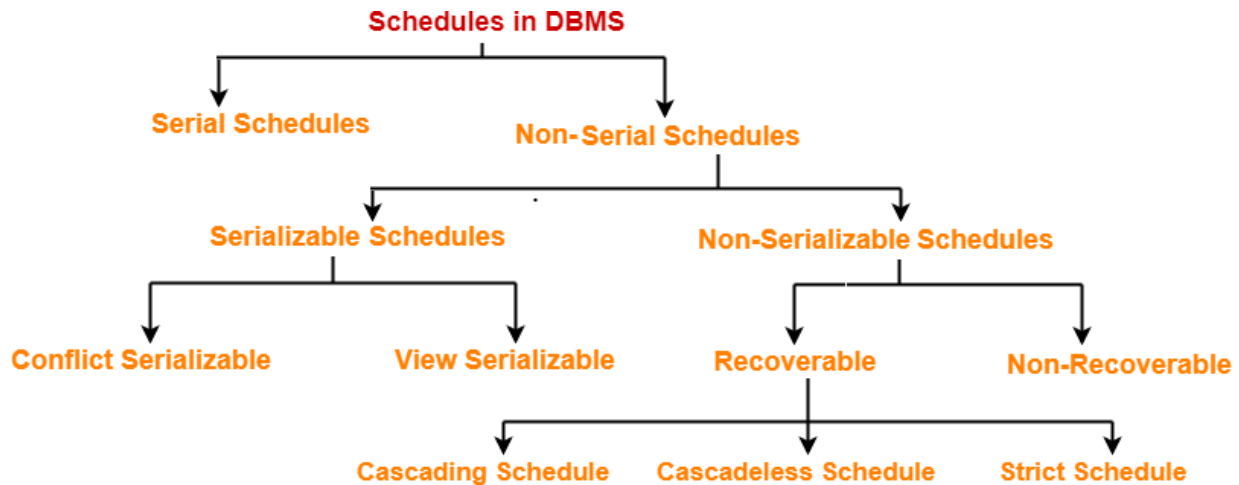 Schedules in DBMS
Serial Schedules
Non-Serial Schedules
Serializable Schedules
Non-Serializable Schedules
Conflict Serializable
View Serializable
Recoverable
Non-Recoverable
Cascading Schedule
Cascadeless Schedule
Strict Schedule